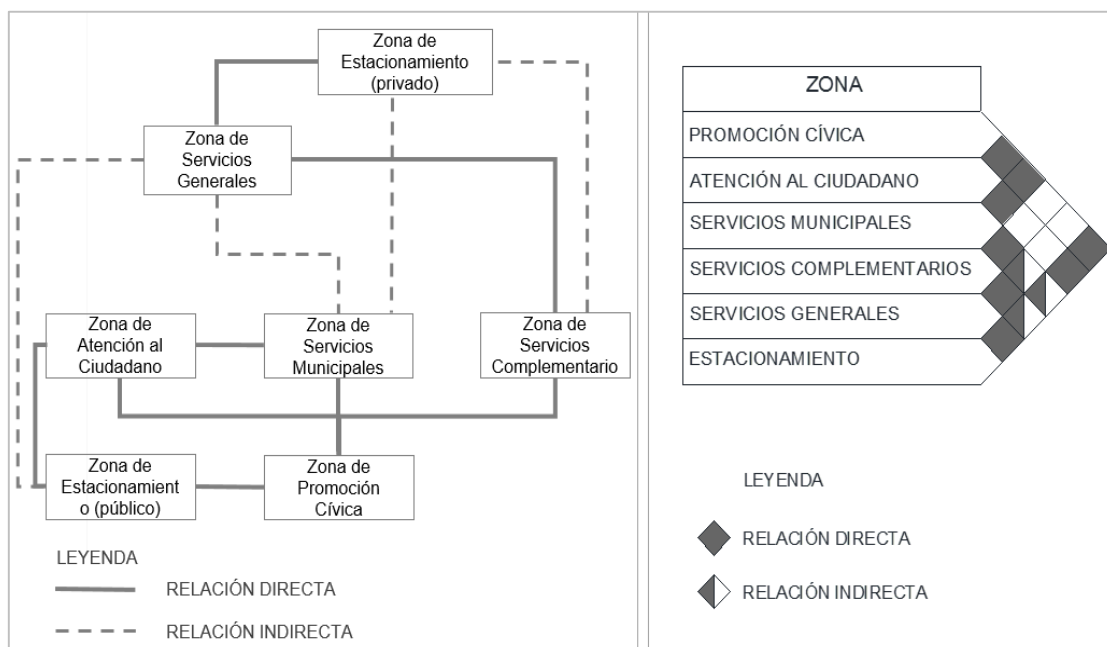 Zona de
Estacionamiento
(privado)
Zona de
Servicios
Generales
Zona de
Atención al
Ciudadano
Zona de
Servicios
Municipales
Zona de
Servicios
Complementario
Zona de
Estacionamient
o (público)
Zona de
Promoción
Cívica
LEYENDA
RELACIÓN DIRECTA
RELACIÓN INDIRECTA
ZONA
PROMOCIÓN CÍVICA
ATENCIÓN AL CIUDADANO
SERVICIOS MUNICIPALES
SERVICIOS COMPLEMENTARIOS
SERVICIOS GENERALES
ESTACIONAMIENTO
LEYENDA
RELACIÓN DIRECTA
RELACIÓN INDIRECTA